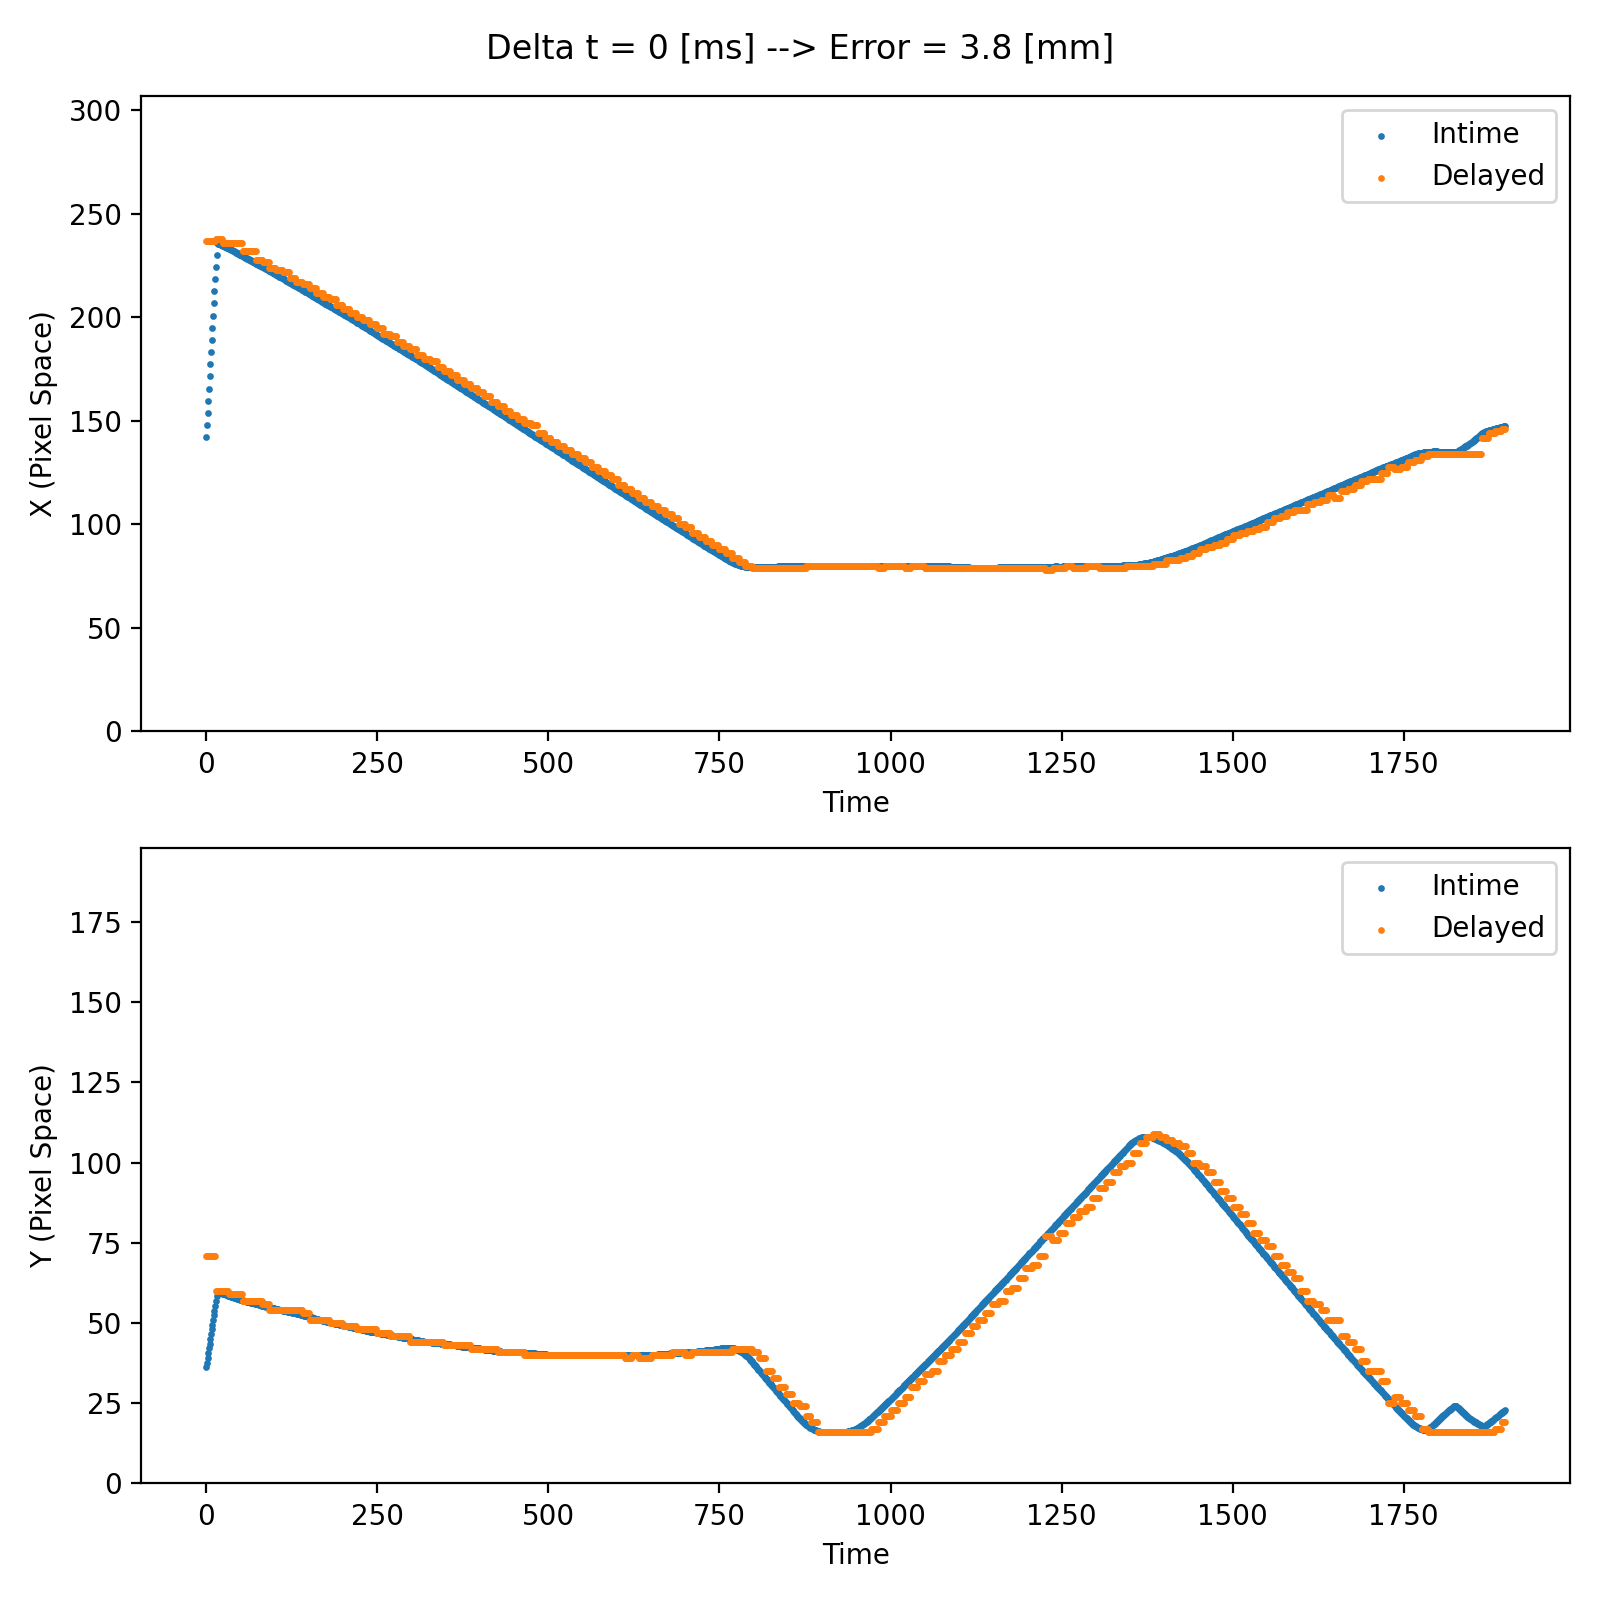 Delta t = 0 [ms] --> Error = 3.8 [mm]
300
250
200
150
100
50
0
X (Pixel Space)
Intime
Delayed
0 250 500 750 1000 1250 1500 1750
Time
175
150
125
100
75
50
25
0
Y (Pixel Space)
Intime
Delayed
0 250 500 750 1000 1250 1500 1750
Time